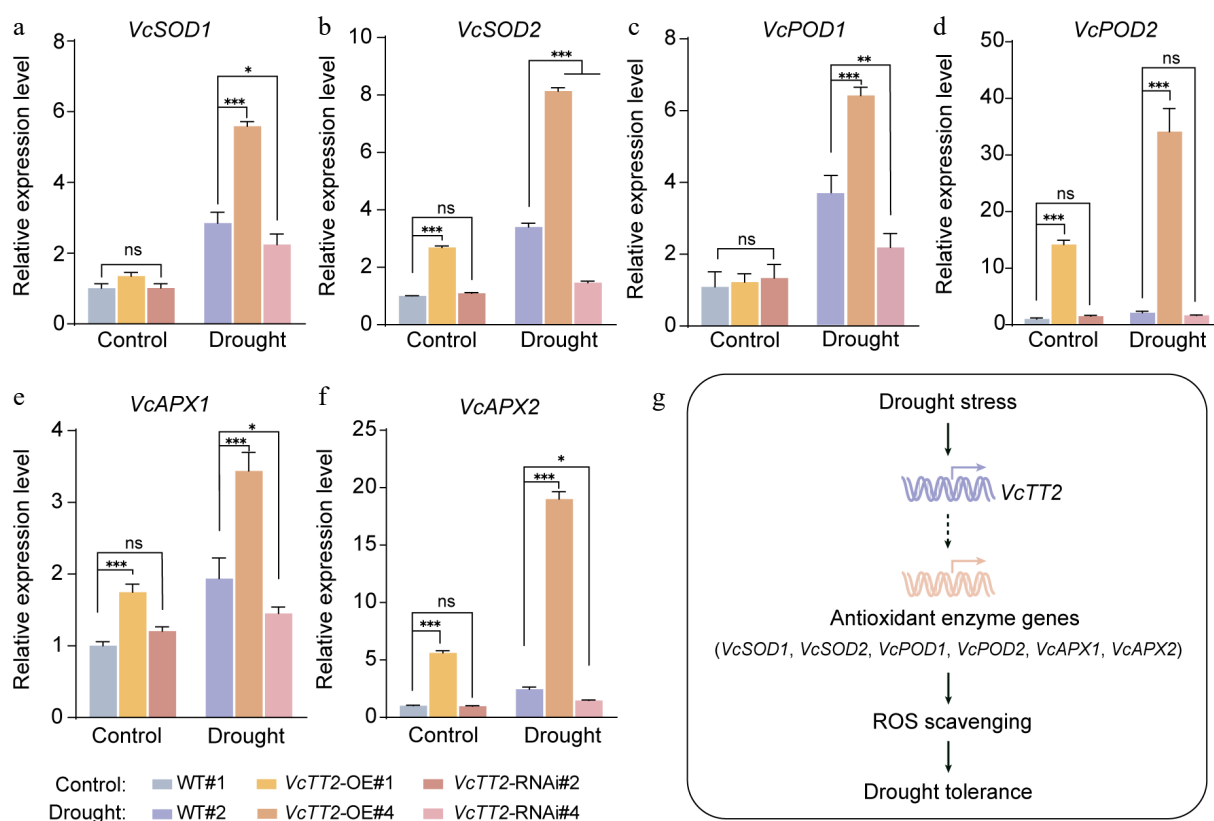 a
VcSOD1
Relative expression level
8
6
4
2
0
ns
***
*
Control
Drought
b
VcSOD2
Relative expression level
10
8
6
4
2
0
***
ns
***
Control
Drought
c
VcPOD1
Relative expression level
8
6
4
2
0
ns
***
**
Control
Drought
d
VcPOD2
Relative expression level
50
40
30
20
10
0
***
ns
***
ns
Control
Drought
e
VcAPX1
Relative expression level
4
3
2
1
0
***
ns
***
*
Control
Drought
f
VcAPX2
Relative expression level
25
20
15
10
5
0
***
ns
***
*
Control
Drought
Control: WT#1 VcTT2-OE#1 VcTT2-RNAi#2
Drought: WT#2 VcTT2-OE#4 VcTT2-RNAi#4
g
Drought stress
VcTT2
Antioxidant enzyme genes
(VcSOD1, VcSOD2, VcPOD1, VcPOD2, VcAPX1, VcAPX2)
ROS scavenging
Drought tolerance